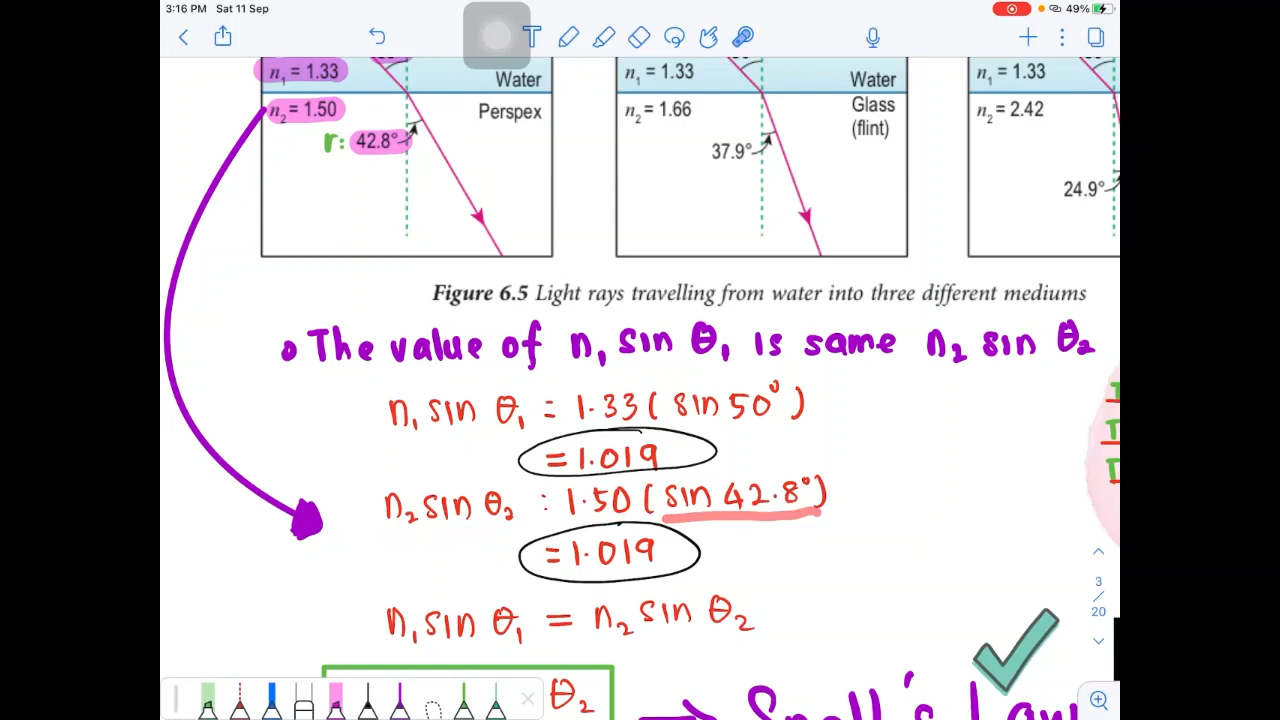 3:16 PM Sat 11 Sep
49%
n₁ = 1.33
Water
n₂ = 1.50
Perspex
r: 42.8°
n₁ = 1.33
Water
n₂ = 1.66
Glass
(flint)
37.9°
n₁ = 1.33
n₂ = 2.42
24.9°
Figure 6.5 Light rays travelling from water into three different mediums
The value of n₁ sin θ₁ is same n₂ sin θ₂
n₁ sin θ₁ = 1.33 ( sin 50° )
= 1.019
n₂ sin θ₂ : 1.50 ( sin 42.8° )
= 1.019
n₁ sin θ₁ = n₂ sin θ₂
3
/
20
θ₂
Snell's Law